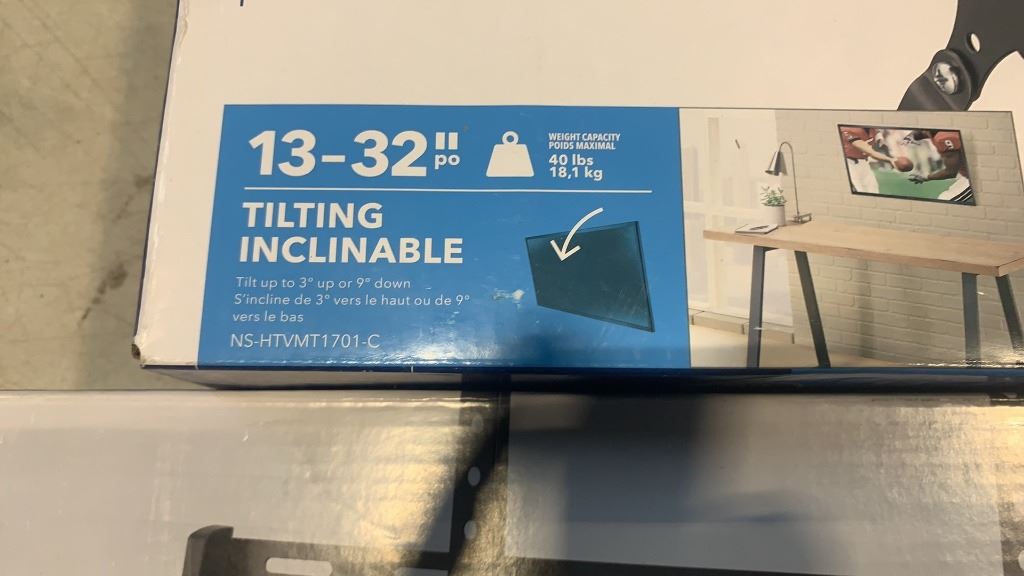 13-32" po
WEIGHT CAPACITY
POIDS MAXIMAL
40 lbs
18,1 kg
TILTING
INCLINABLE
Tilt up to 3° up or 9° down
S'incline de 3° vers le haut ou de 9°
vers le bas
NS-HTVMT1701-C
9